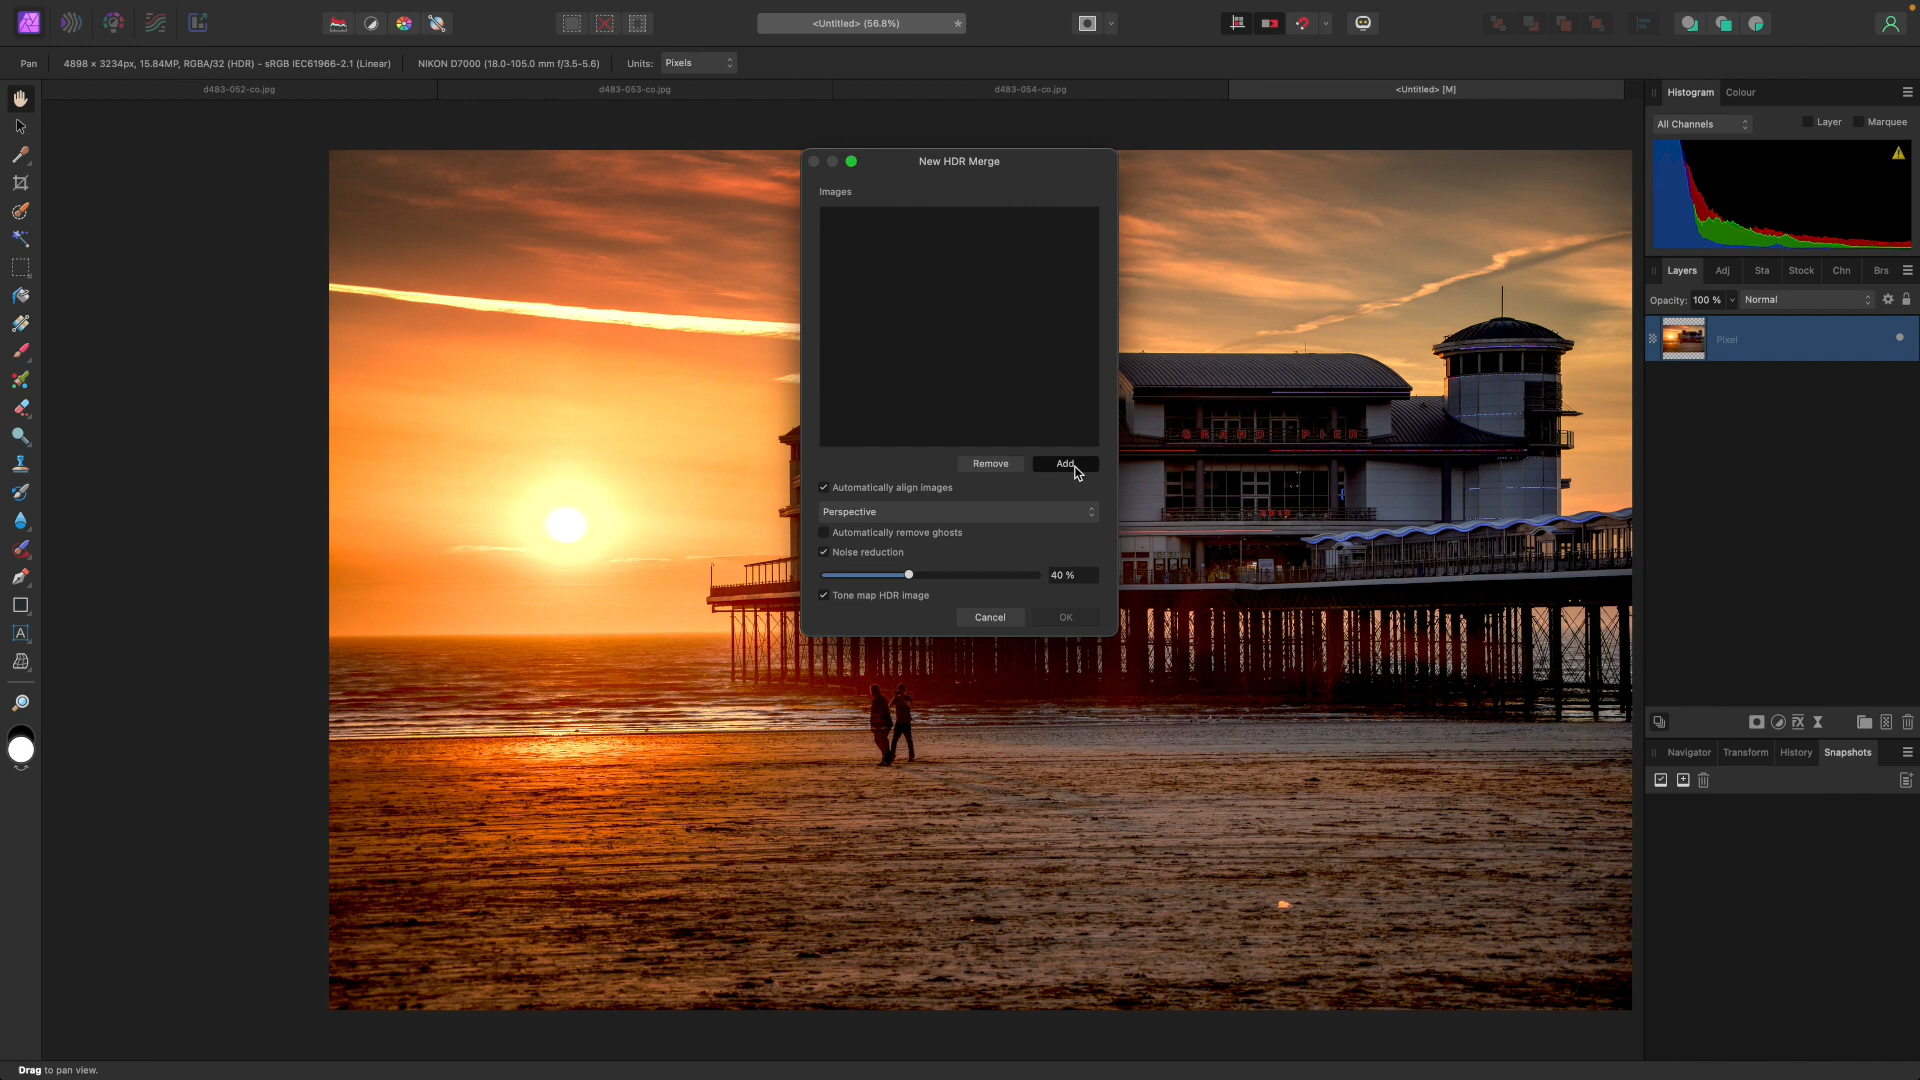 <Untitled> (56.8%)
Pan
4898 × 3234px, 15.84MP, RGBA/32 (HDR) - sRGB IEC61966-2.1 (Linear)
NIKON D7000 (18.0-105.0 mm f/3.5-5.6)
Units:
Pixels
d483-052-co.jpg
d483-053-co.jpg
d483-054-co.jpg
<Untitled> [M]
Histogram
Colour
All Channels
Layer
Marquee
Layers
Adj
Sta
Stock
Chn
Brs
Opacity:
100 %
Normal
Pixel
New HDR Merge
Images
Remove
Add
Automatically align images
Perspective
Automatically remove ghosts
Noise reduction
40 %
Tone map HDR image
Cancel
OK
GRAND PIER
Navigator
Transform
History
Snapshots
Drag to pan view.